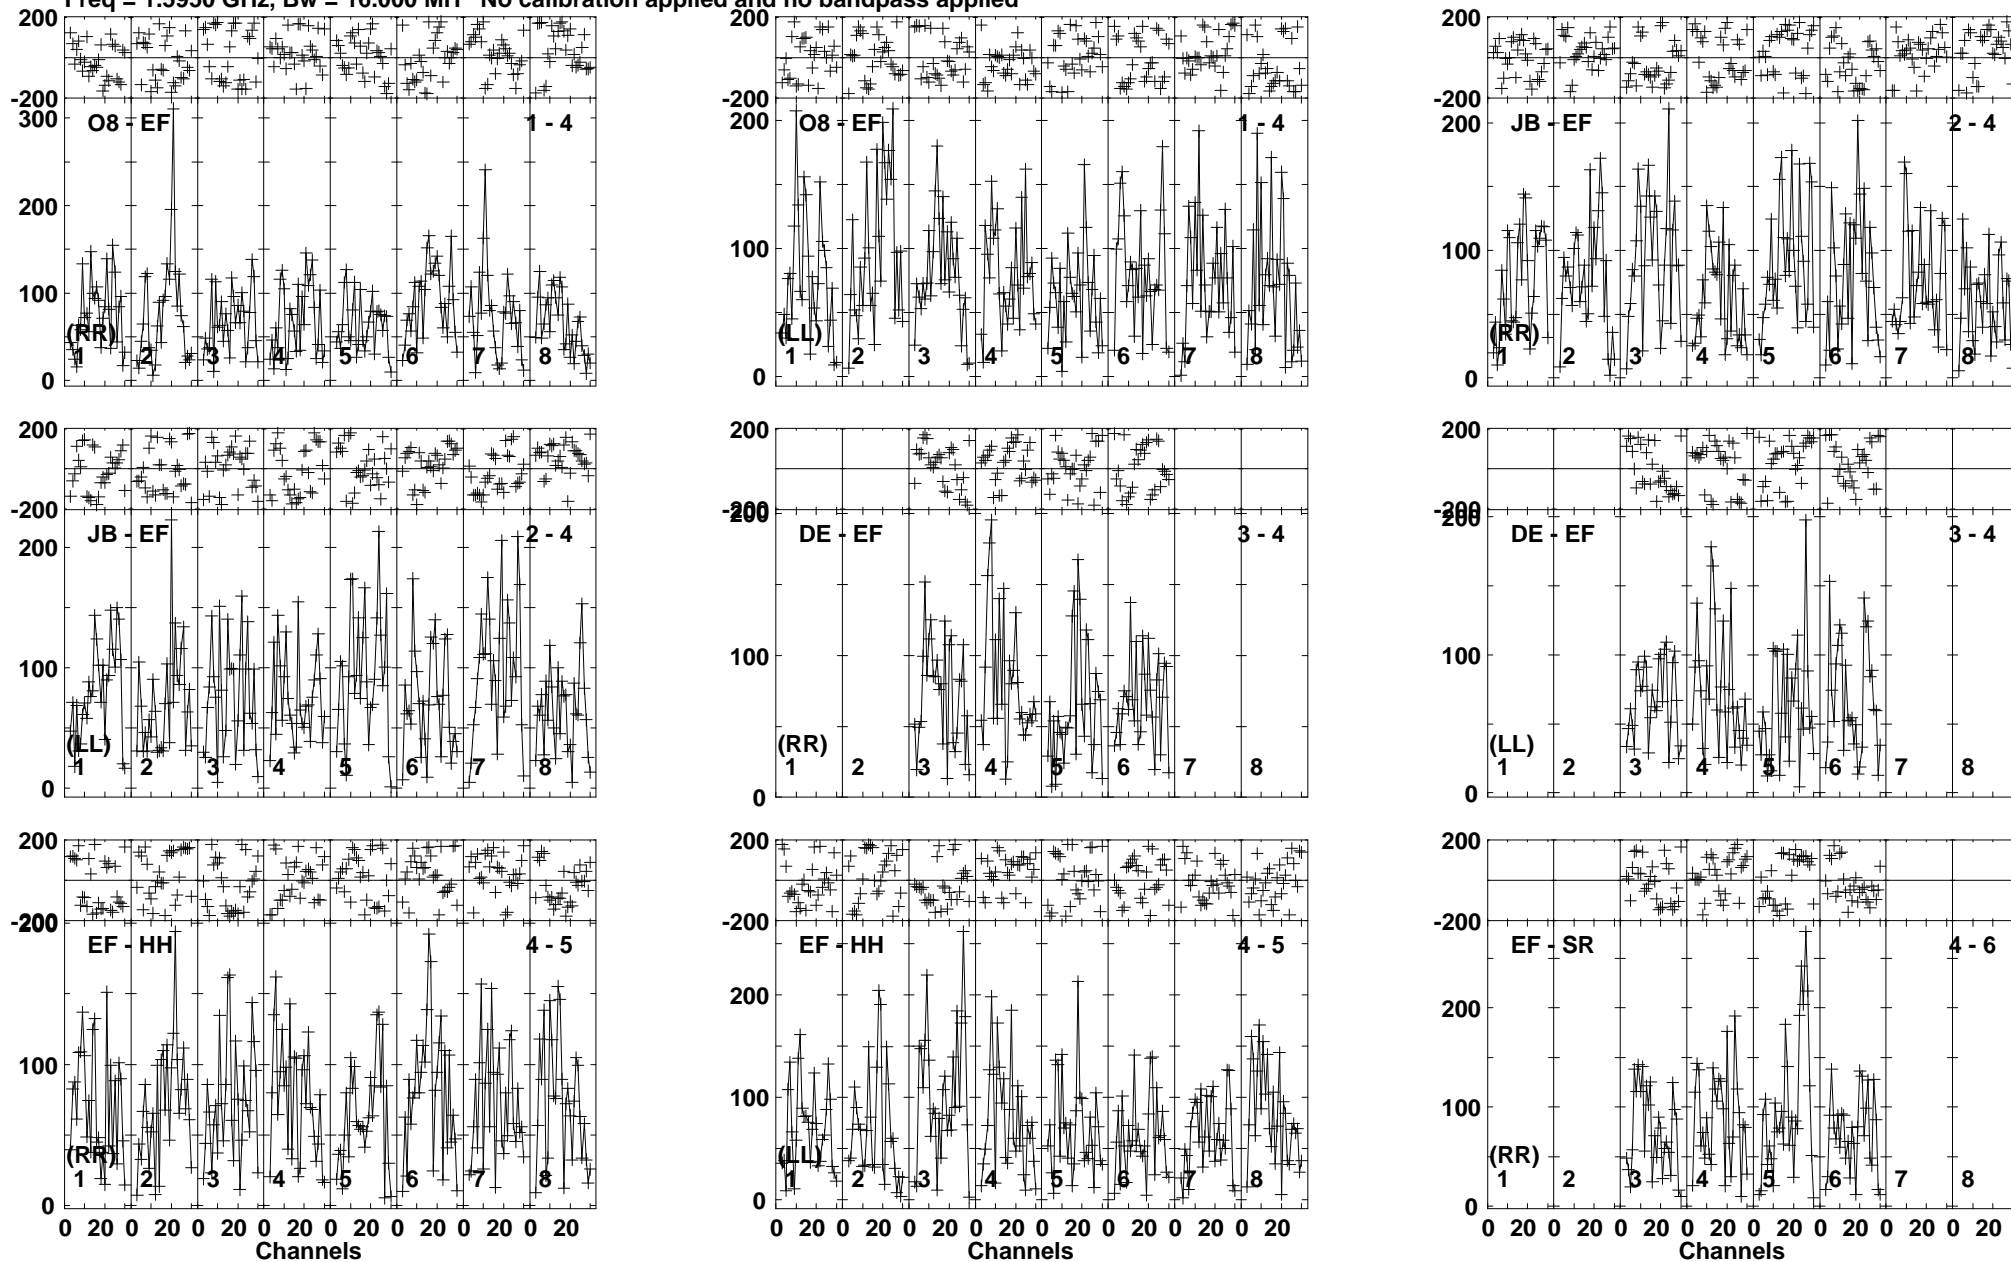 Freq = 1.5950 GHz, Bw = 16.000 MH No calibration applied and no bandpass applied
200 200 200
-200 -200 -200
300 O8 - EF 1 - 4
200
100
0
(RR)
1 2 3 4 5 6 7 8
200 O8 - EF 1 - 4
100
0
(LL)
1 2 3 4 5 6 7 8
200 JB - EF 2 - 4
100
0
(RR)
1 2 3 4 5 6 7 8
200 200 200
-200 -200 -200
200 JB - EF 2 - 4
100
0
(LL)
1 2 3 4 5 6 7 8
200 DE - EF 3 - 4
100
0
(RR)
1 2 3 4 5 6 7 8
200 DE - EF 3 - 4
100
0
(LL)
1 2 3 4 5 6 7 8
200 200 200
-200 -200 -200
200 EF - HH 4 - 5
100
0
(RR)
1 2 3 4 5 6 7 8
0 20 0 20 0 20 0 20 0 20 0 20 0 20 0 20
Channels
EF - HH 4 - 5
200
100
0
(LL)
1 2 3 4 5 6 7 8
0 20 0 20 0 20 0 20 0 20 0 20 0 20 0 20
EF - SR 4 - 6
200
100
0
(RR)
1 2 3 4 5 6 7 8
0 20 0 20 0 20 0 20 0 20 0 20 0 20 0 20
Channels
Channels